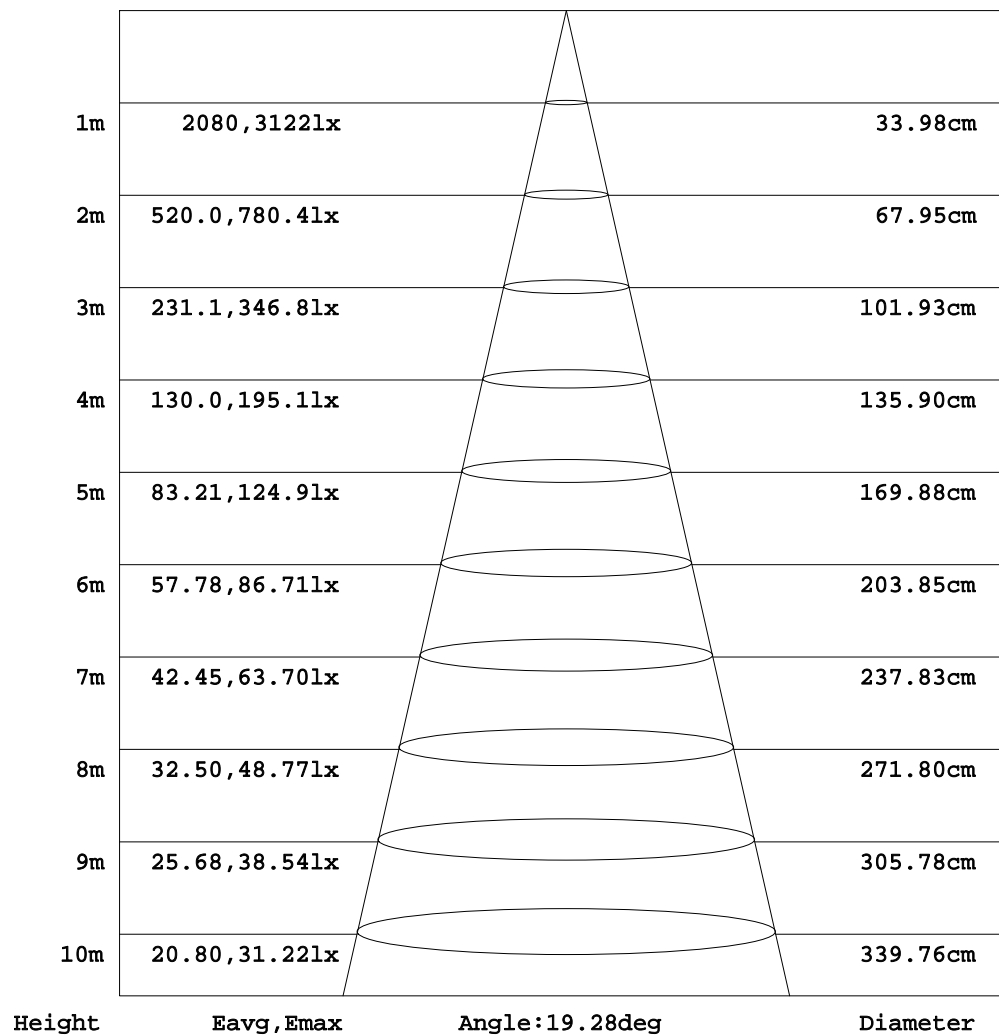 1m 2080,3122lx 33.98cm
2m 520.0,780.4lx 67.95cm
3m 231.1,346.8lx 101.93cm
4m 130.0,195.1lx 135.90cm
5m 83.21,124.9lx 169.88cm
6m 57.78,86.71lx 203.85cm
7m 42.45,63.70lx 237.83cm
8m 32.50,48.77lx 271.80cm
9m 25.68,38.54lx 305.78cm
10m 20.80,31.22lx 339.76cm
Height Eavg,Emax Angle:19.28deg Diameter